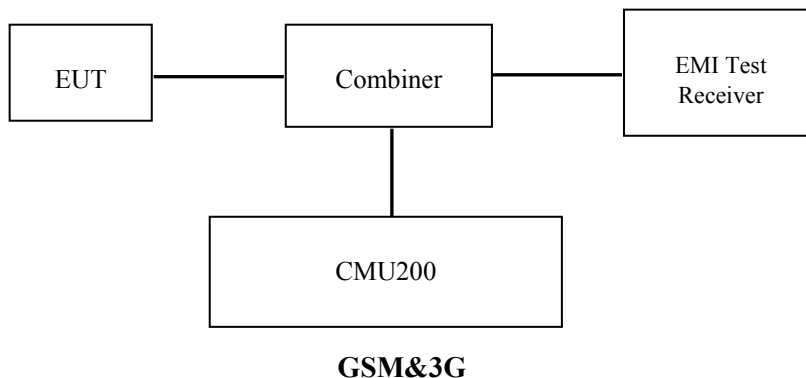 EUT
Combiner
EMI Test
Receiver
CMU200
GSM&3G